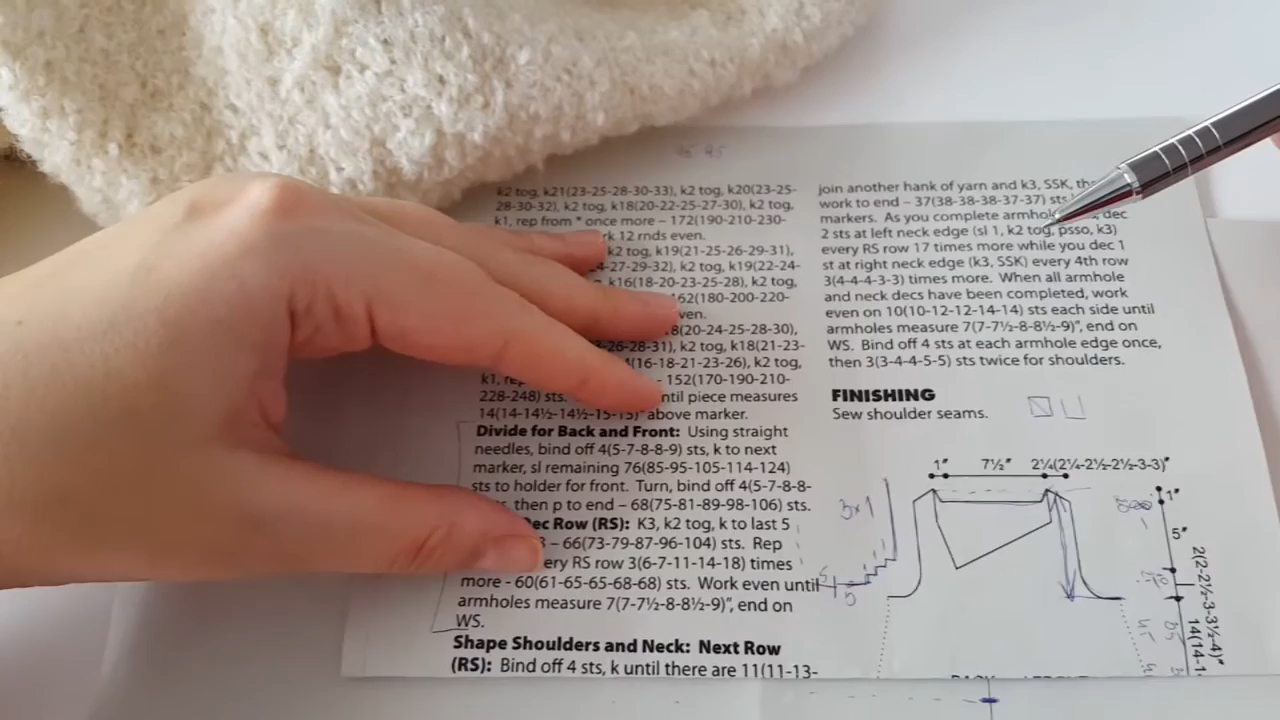 k2 tog, k21(23-25-28-30-33), k2 tog, k20(23-25-
28-30-32), k2 tog, k18(20-22-25-27-30), k2 tog,
k1, rep from * once more – 172(190-210-230-
rk 12 rnds even.
k2 tog, k19(21-25-26-29-31),
-27-29-32), k2 tog, k19(22-24-
k16(18-20-23-25-28), k2 tog,
162(180-200-220-
ven.
8(20-24-25-28-30),
-26-28-31), k2 tog, k18(21-23-
(16-18-21-23-26), k2 tog,
k1, rep – 152(170-190-210-
228-248) sts. ntil piece measures
14(14-14½-14½-15-15)" above marker.
Divide for Back and Front: Using straight
needles, bind off 4(5-7-8-8-9) sts, k to next
marker, sl remaining 76(85-95-105-114-124)
sts to holder for front. Turn, bind off 4(5-7-8-8-
then p to end – 68(75-81-89-98-106) sts.
Dec Row (RS): K3, k2 tog, k to last 5
– 66(73-79-87-96-104) sts. Rep
ery RS row 3(6-7-11-14-18) times
more - 60(61-65-65-68-68) sts. Work even until
armholes measure 7(7-7½-8-8½-9)", end on
WS.
Shape Shoulders and Neck: Next Row
(RS): Bind off 4 sts, k until there are 11(11-13-
join another hank of yarn and k3, SSK, th
work to end – 37(38-38-38-37-37) sts
markers. As you complete armhol dec
2 sts at left neck edge (sl 1, k2 tog, psso, k3)
every RS row 17 times more while you dec 1
st at right neck edge (k3, SSK) every 4th row
3(4-4-4-3-3) times more. When all armhole
and neck decs have been completed, work
even on 10(10-12-12-14-14) sts each side until
armholes measure 7(7-7½-8-8½-9)", end on
WS. Bind off 4 sts at each armhole edge once,
then 3(3-4-4-5-5) sts twice for shoulders.
FINISHING
Sew shoulder seams.
1" 7½" 2¼(2¼-2½-2½-3-3)"
3x1
5
1"
5"
2(2-2½-3-3½-4)"
14(14-1